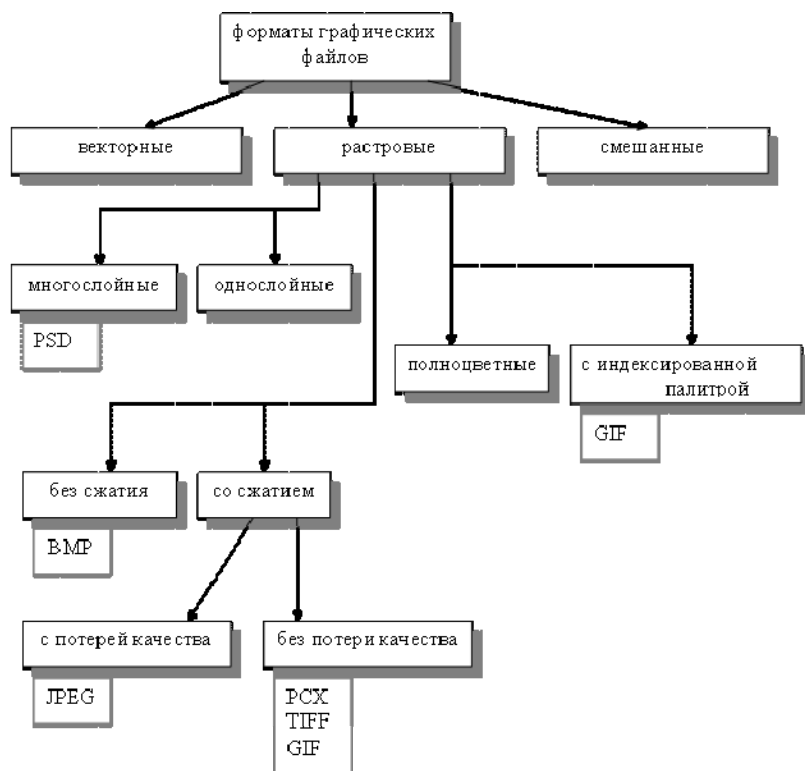 форматы графических
файлов
векторные
растровые
смешанные
многослойные
однослойные
PSD
полноцветные
с индексированной
палитрой
GIF
без сжатия
со сжатием
BMP
с потерей качества
без потери качества
JPEG
PCX
TIFF
GIF